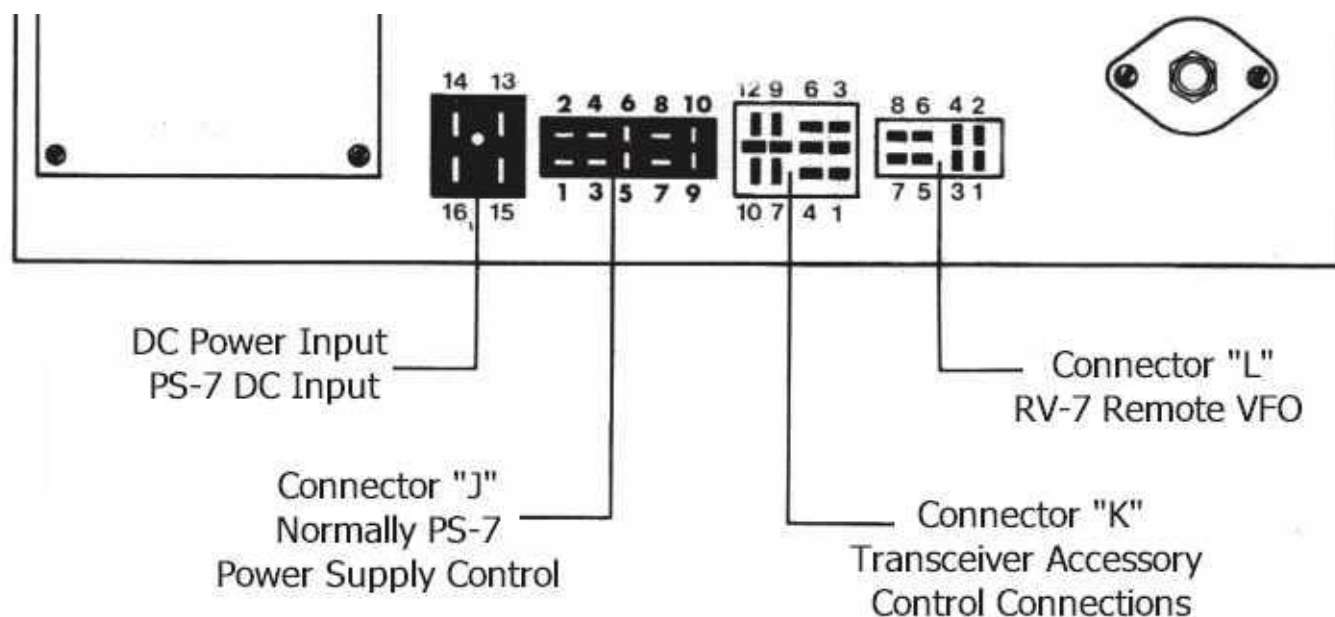 14 13
2 4 6 8 10
12 9 6 3
8 6 4 2
16 15
1 3 5 7 9
10 7 4 1
7 5 3 1
DC Power Input
PS-7 DC Input
Connector "L"
RV-7 Remote VFO
Connector "J"
Normally PS-7
Power Supply Control
Connector "K"
Transceiver Accessory
Control Connections